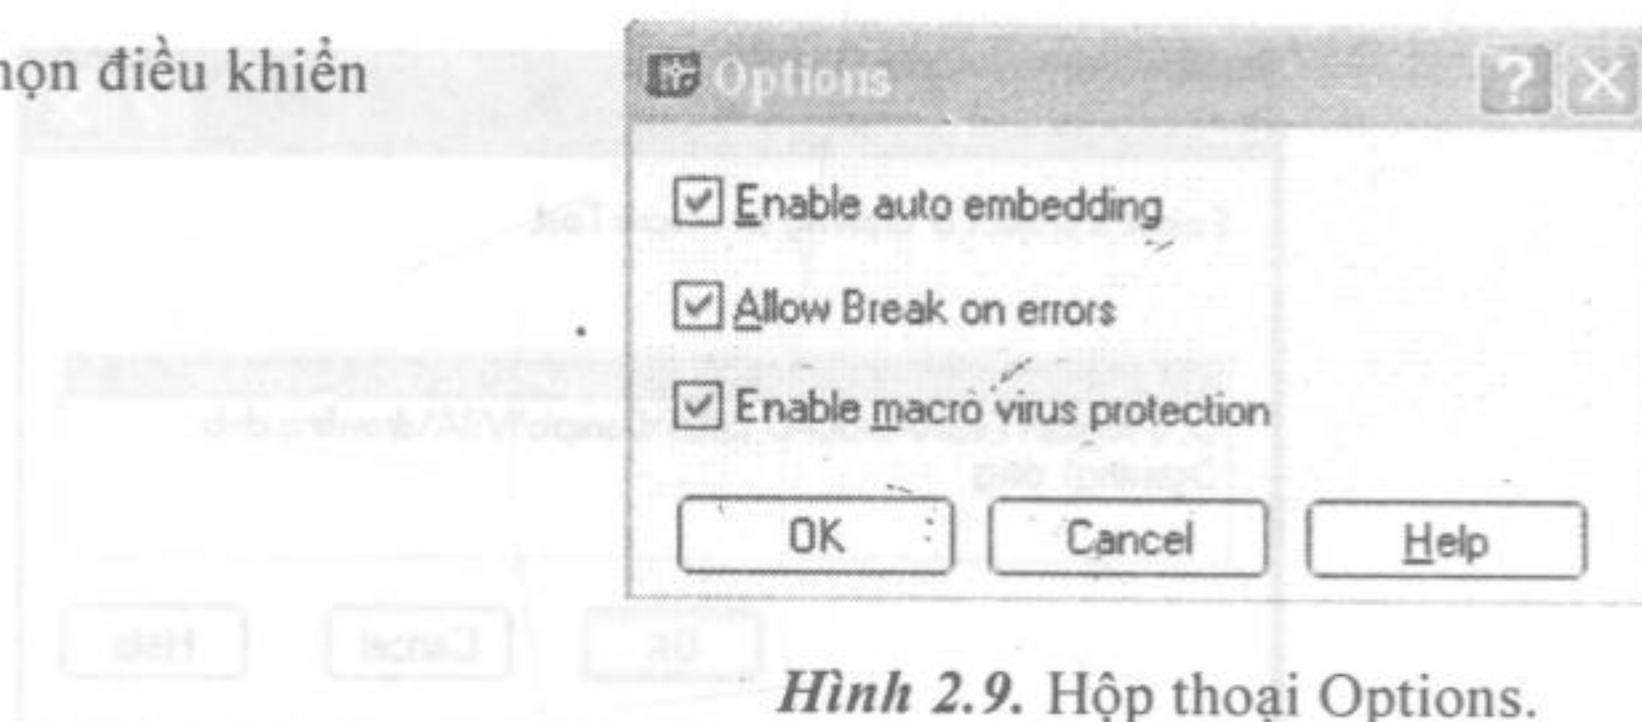 họn điều khiển
Options
Enable auto embedding
Allow Break on errors
Enable macro virus protection
OK Cancel Help
Hình 2.9. Hộp thoại Options.